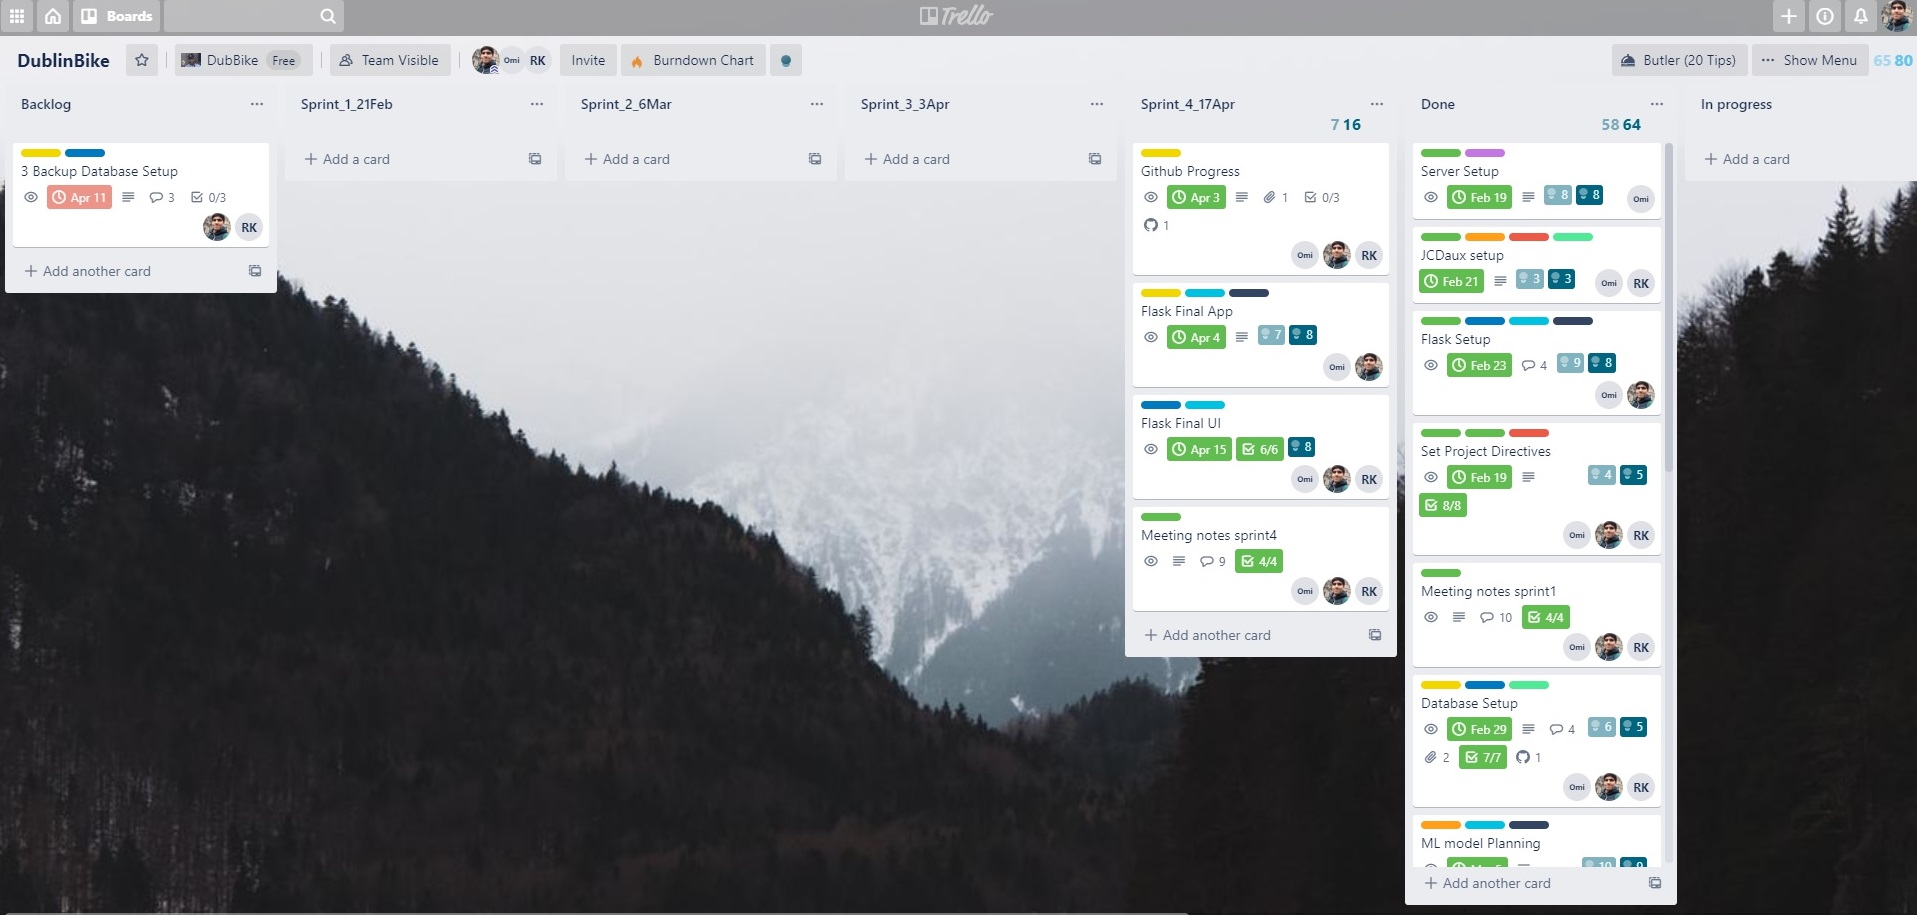 Boards
Trello
DublinBike
DubBike Free
Team Visible
Omi RK
Invite
Burndown Chart
Butler (20 Tips)
Show Menu
65 80
Backlog
3 Backup Database Setup
Apr 11 3 0/3
RK
Add another card
Sprint_1_21Feb
Add a card
Sprint_2_6Mar
Add a card
Sprint_3_3Apr
Add a card
Sprint_4_17Apr
7 16
Github Progress
Apr 3 1 0/3
1
Omi RK
Flask Final App
Apr 4 7 8
Omi
Flask Final UI
Apr 15 6/6 8
Omi RK
Meeting notes sprint4
9 4/4
Omi RK
Add another card
Done
58 64
Server Setup
Feb 19 8 8 Omi
JCDaux setup
Feb 21 3 3 Omi RK
Flask Setup
Feb 23 4 9 8
Omi
Set Project Directives
Feb 19 4 5
8/8
Omi RK
Meeting notes sprint1
10 4/4
Omi RK
Database Setup
Feb 29 4 6 5
2 7/7 1
Omi RK
ML model Planning
Add another card
In progress
Add a card